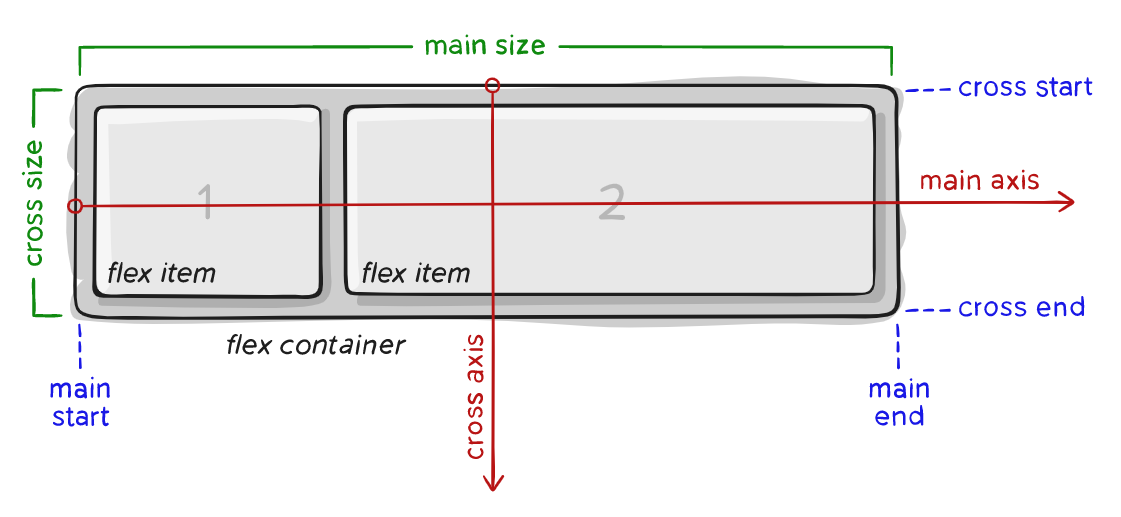 main size
cross start
cross size
main axis
1
2
flex item
flex item
cross end
flex container
cross axis
main
start
main
end